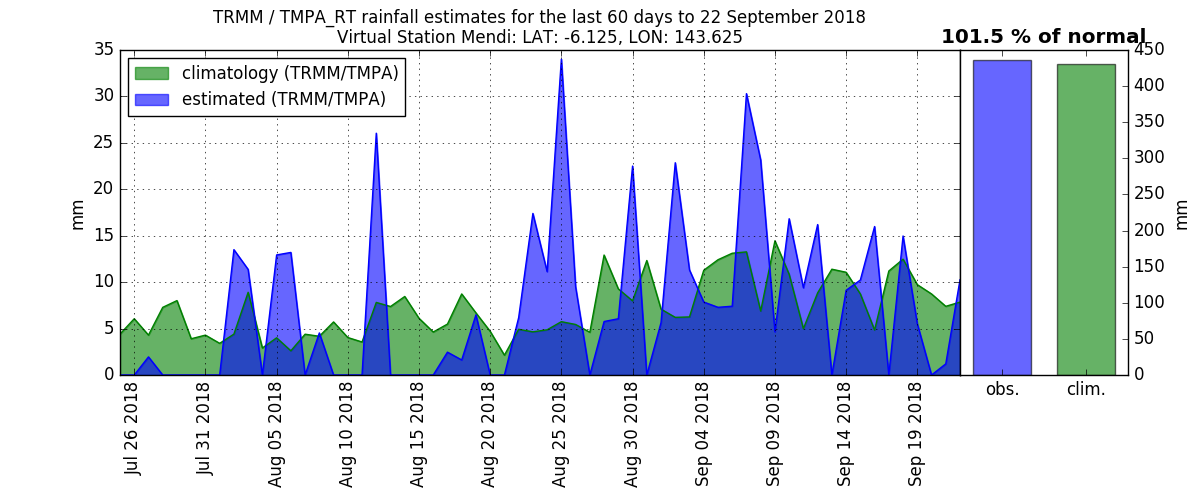 TRMM / TMPA_RT rainfall estimates for the last 60 days to 22 September 2018
Virtual Station Mendi: LAT: -6.125, LON: 143.625
101.5 % of normal
climatology (TRMM/TMPA)
estimated (TRMM/TMPA)
mm
35
30
25
20
15
10
5
0
Jul 26 2018
Jul 31 2018
Aug 05 2018
Aug 10 2018
Aug 15 2018
Aug 20 2018
Aug 25 2018
Aug 30 2018
Sep 04 2018
Sep 09 2018
Sep 14 2018
Sep 19 2018
450
400
350
300
250
200
150
100
50
0
mm
obs.
clim.